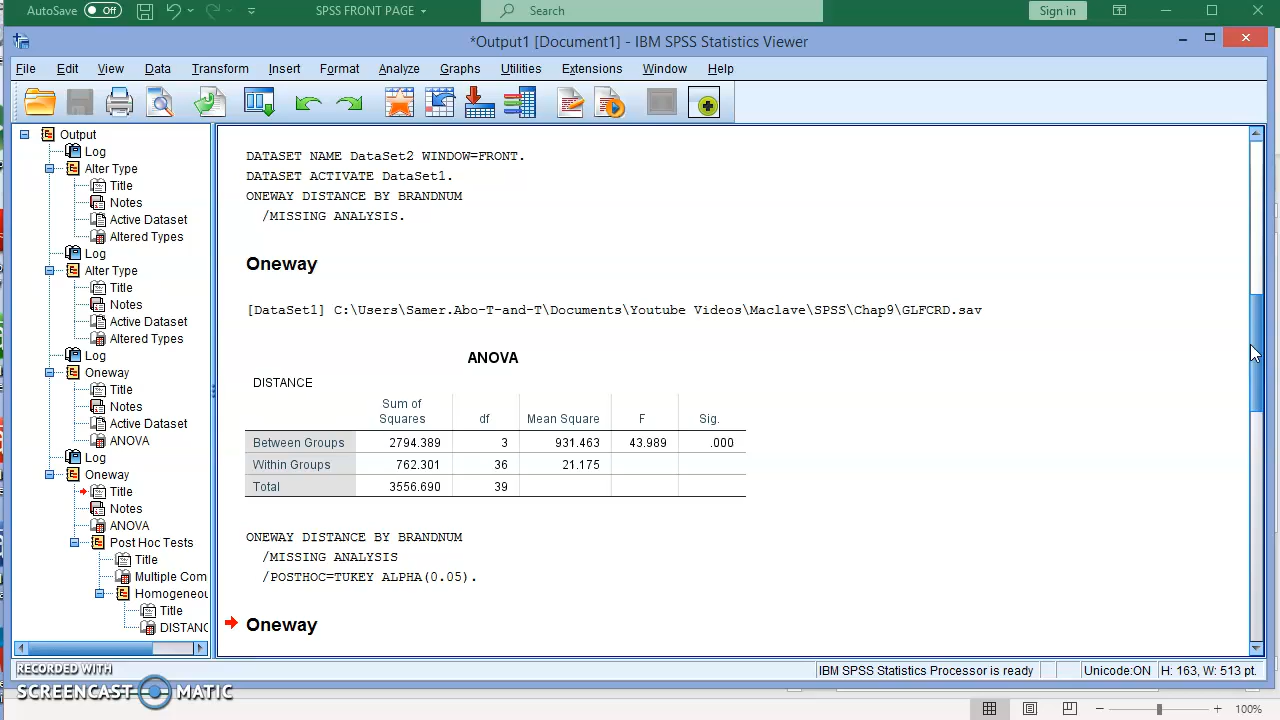 AutoSave Off SPSS FRONT PAGE Search Sign in
*Output1 [Document1] - IBM SPSS Statistics Viewer
File Edit View Data Transform Insert Format Analyze Graphs Utilities Extensions Window Help
Output
Log
Alter Type
Title
Notes
Active Dataset
Altered Types
Log
Alter Type
Title
Notes
Active Dataset
Altered Types
Log
Oneway
Title
Notes
Active Dataset
ANOVA
Log
Oneway
Title
Notes
ANOVA
Post Hoc Tests
Title
Multiple Com
Homogeneou
Title
DISTANC
DATASET NAME DataSet2 WINDOW=FRONT.
DATASET ACTIVATE DataSet1.
ONEWAY DISTANCE BY BRANDNUM
/MISSING ANALYSIS.
Oneway
[DataSet1] C:\Users\Samer.Abo-T-and-T\Documents\Youtube Videos\Maclave\SPSS\Chap9\GLFCRD.sav
ANOVA
DISTANCE
Sum of Squares df Mean Square F Sig.
Between Groups 2794.389 3 931.463 43.989 .000
Within Groups 762.301 36 21.175
Total 3556.690 39
ONEWAY DISTANCE BY BRANDNUM
/MISSING ANALYSIS
/POSTHOC=TUKEY ALPHA(0.05).
Oneway
IBM SPSS Statistics Processor is ready Unicode:ON H: 163, W: 513 pt.
RECORDED WITH
SCREENCAST MATIC
100%